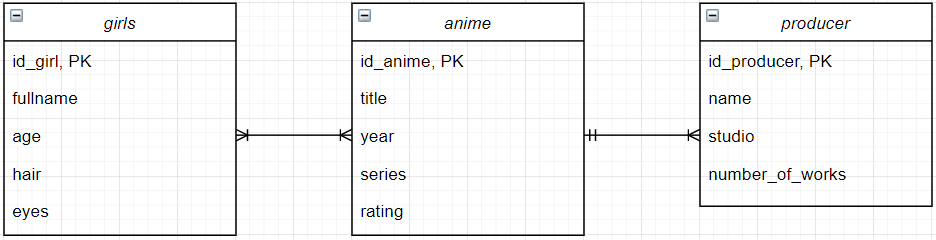 girls
id_girl, PK
fullname
age
hair
eyes
anime
id_anime, PK
title
year
series
rating
producer
id_producer, PK
name
studio
number_of_works